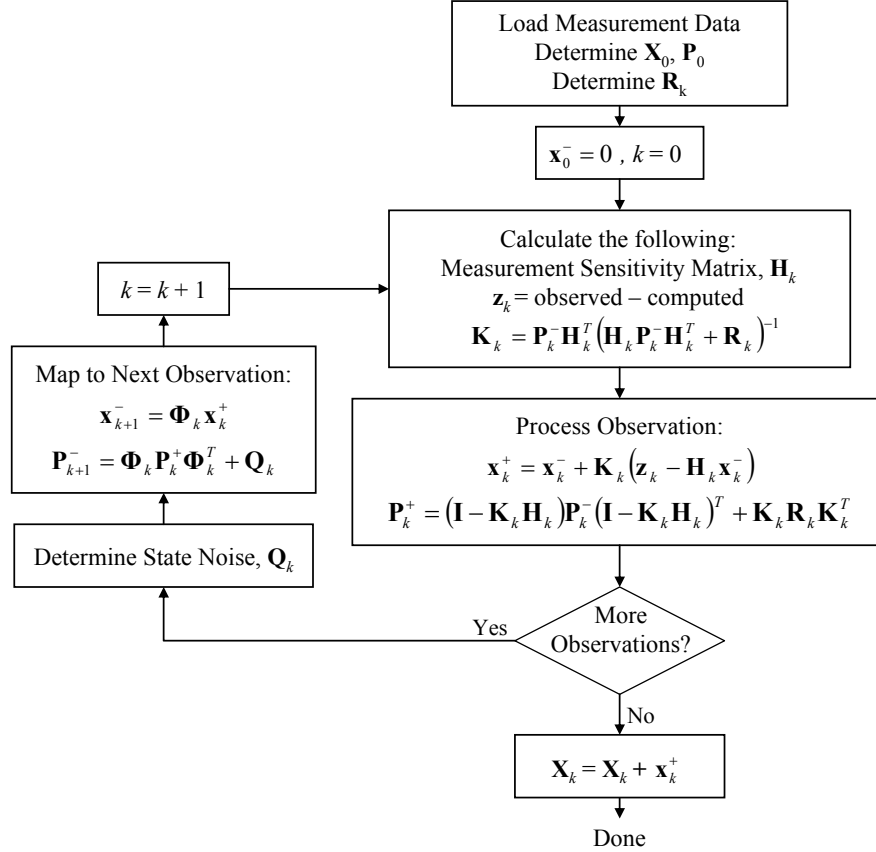 Load Measurement Data
Determine X₀, P₀
Determine Rₖ
x₀⁻ = 0 , k = 0
Calculate the following:
Measurement Sensitivity Matrix, Hₖ
zₖ = observed – computed
Kₖ = Pₖ⁻Hₖᵀ(HₖPₖ⁻Hₖᵀ + Rₖ)⁻¹
Process Observation:
xₖ⁺ = xₖ⁻ + Kₖ(zₖ − Hₖxₖ⁻)
Pₖ⁺ = (I − KₖHₖ)Pₖ⁻(I − KₖHₖ)ᵀ + KₖRₖKₖᵀ
More
Observations?
Yes
Determine State Noise, Qₖ
Map to Next Observation:
xₖ₊₁⁻ = Φₖxₖ⁺
Pₖ₊₁⁻ = ΦₖPₖ⁺Φₖᵀ + Qₖ
k = k + 1
No
Xₖ = Xₖ + xₖ⁺
Done